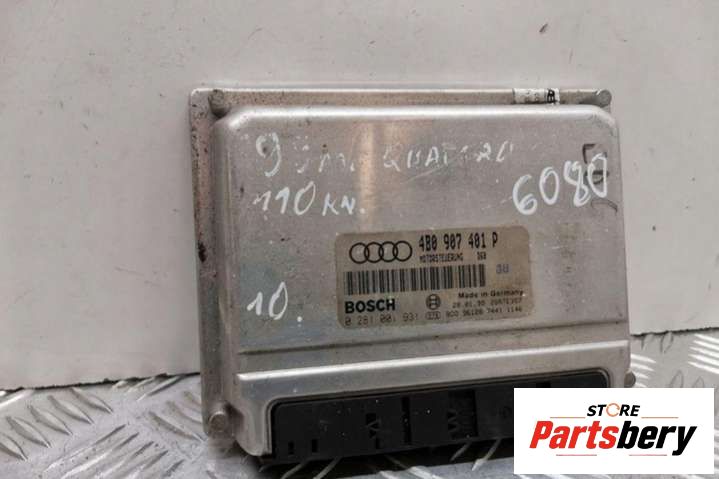 QUATTRO
110 KW.
6080
4B0 907 401 P
MOTORSTEUERUNG
10.
BOSCH
Made in Germany
0 281 001 931
STORE
Partsbery